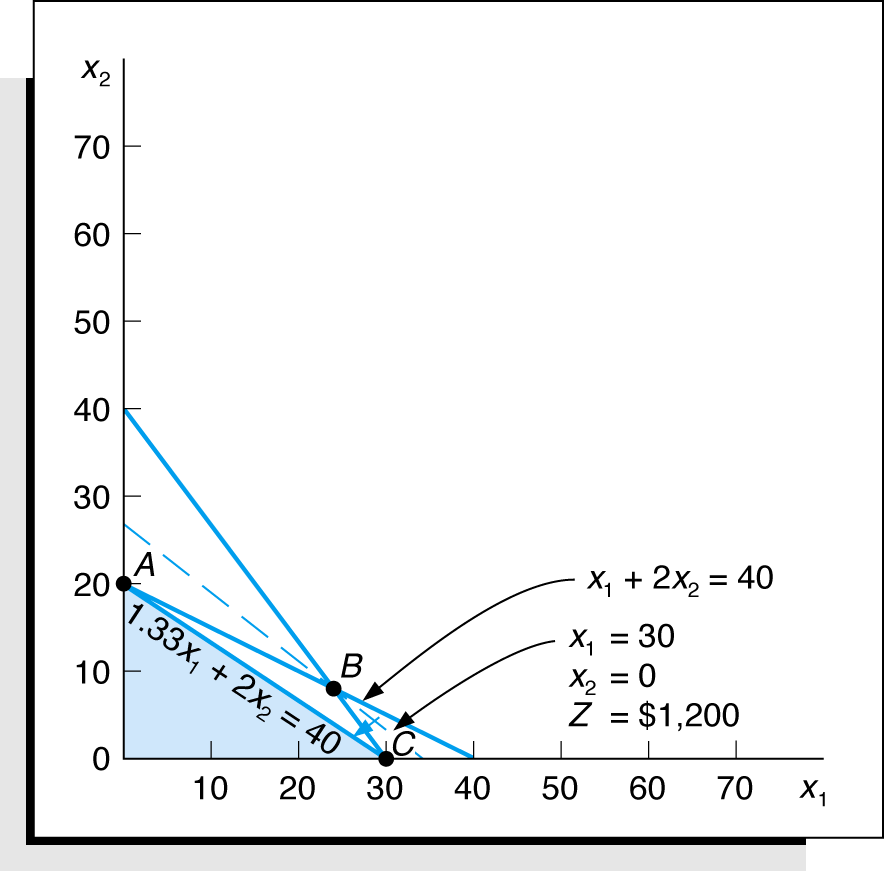 x₂
70
60
50
40
30
20
10
0
A
B
C
1.33x₁ + 2x₂ = 40
x₁ + 2x₂ = 40
x₁ = 30
x₂ = 0
Z = $1,200
10 20 30 40 50 60 70 x₁